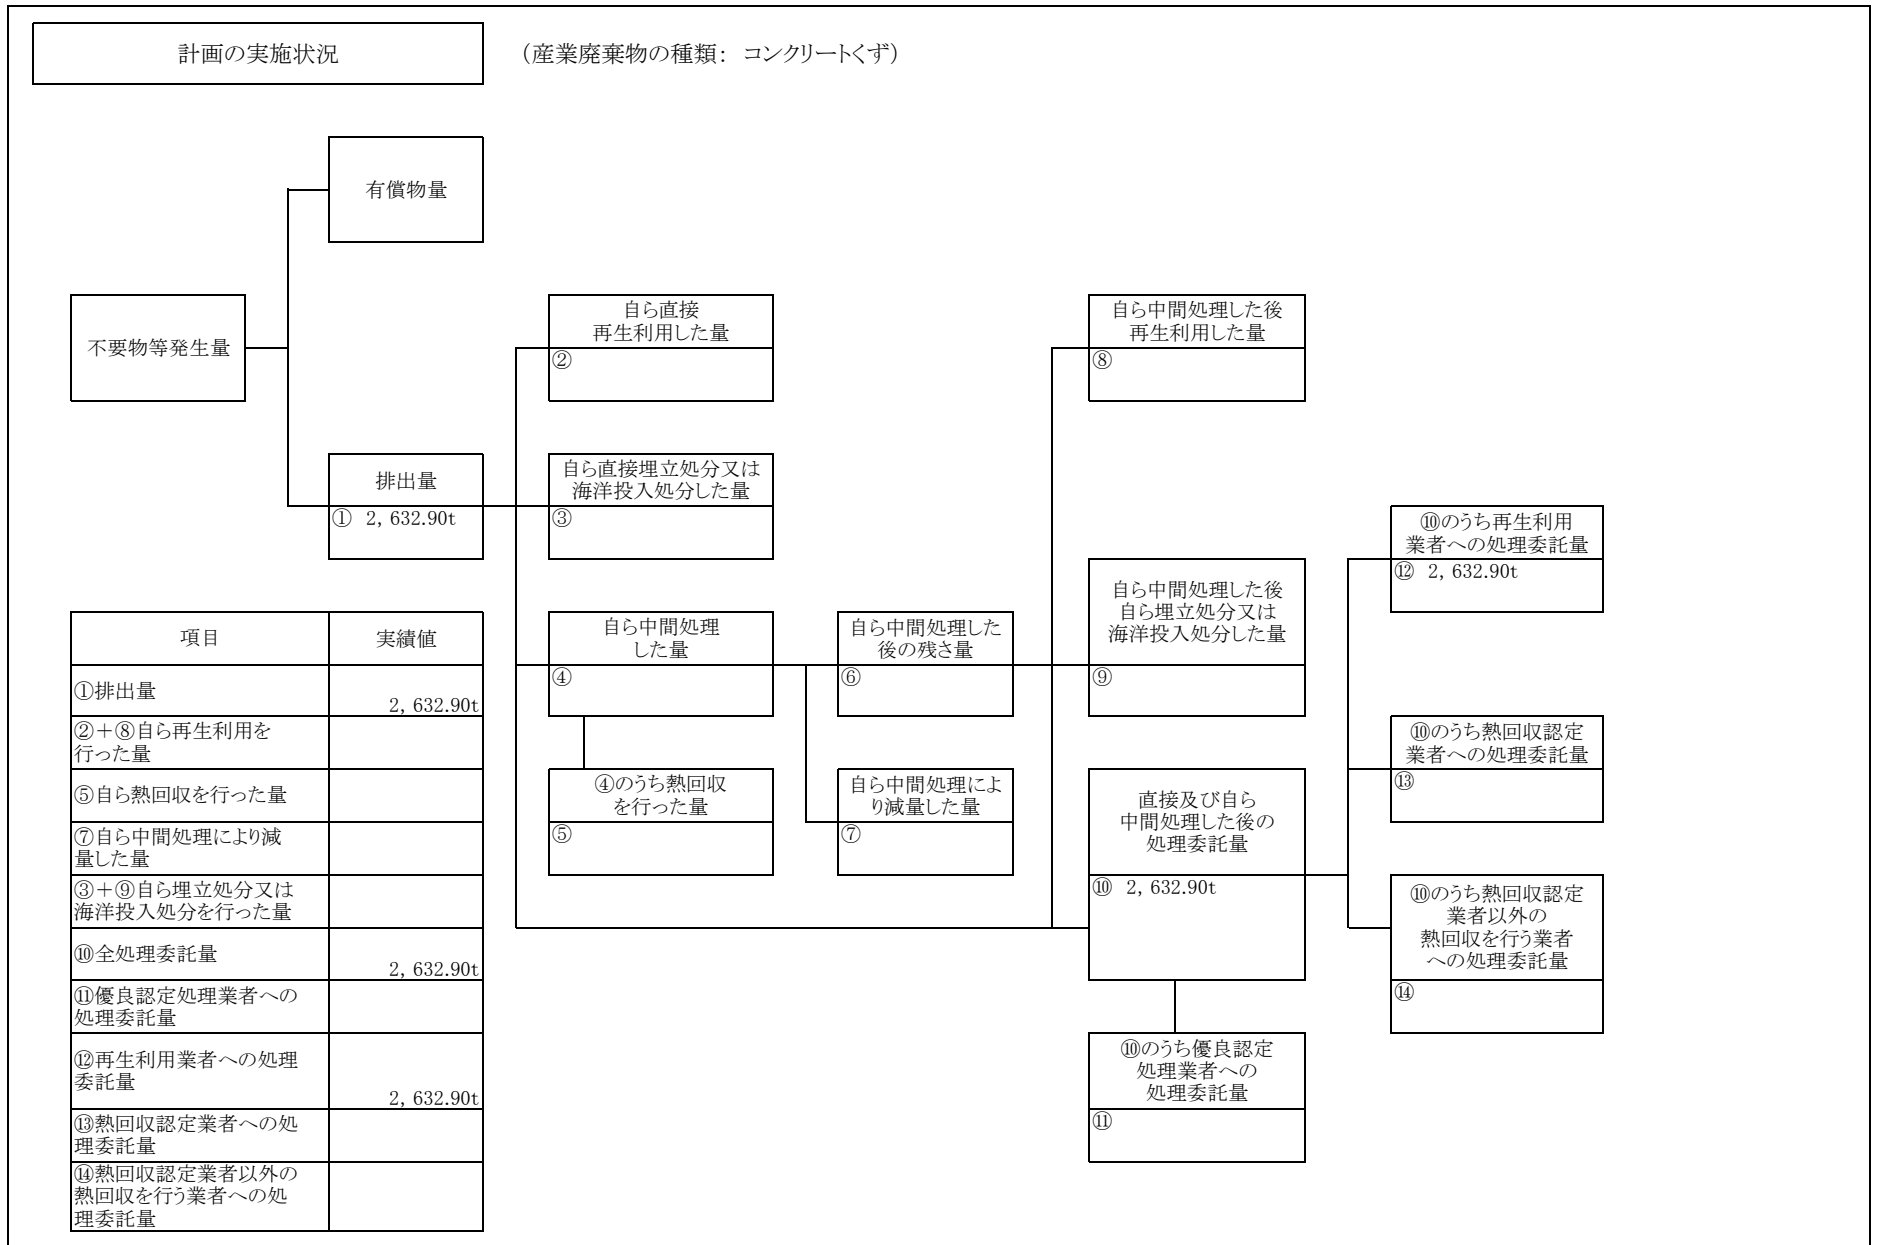 計画の実施状況
（産業廃棄物の種類： コンクリートくず）
有償物量
不要物等発生量
自ら直接
再生利用した量
②
自ら中間処理した後
再生利用した量
⑧
排出量
① 2，632.90t
自ら直接埋立処分又は
海洋投入処分した量
③
⑩のうち再生利用
業者への処理委託量
⑫ 2，632.90t
自ら中間処理
した量
④
自ら中間処理した
後の残さ量
⑥
自ら中間処理した後
自ら埋立処分又は
海洋投入処分した量
⑨
⑩のうち熱回収認定
業者への処理委託量
⑬
④のうち熱回収
を行った量
⑤
自ら中間処理によ
り減量した量
⑦
直接及び自ら
中間処理した後の
処理委託量
⑩ 2，632.90t
⑩のうち熱回収認定
業者以外の
熱回収を行う業者
への処理委託量
⑭
⑩のうち優良認定
処理業者への
処理委託量
⑪
項目 実績値
①排出量
2，632.90t
②＋⑧自ら再生利用を
行った量
⑤自ら熱回収を行った量
⑦自ら中間処理により減
量した量
③＋⑨自ら埋立処分又は
海洋投入処分を行った量
⑩全処理委託量
2，632.90t
⑪優良認定処理業者への
処理委託量
⑫再生利用業者への処理
委託量
2，632.90t
⑬熱回収認定業者への処
理委託量
⑭熱回収認定業者以外の
熱回収を行う業者への処
理委託量